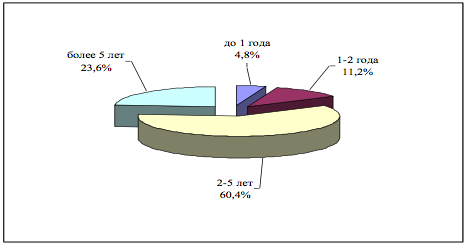 до 1 года
4,8%
1-2 года
11,2%
2-5 лет
60,4%
более 5 лет
23,6%